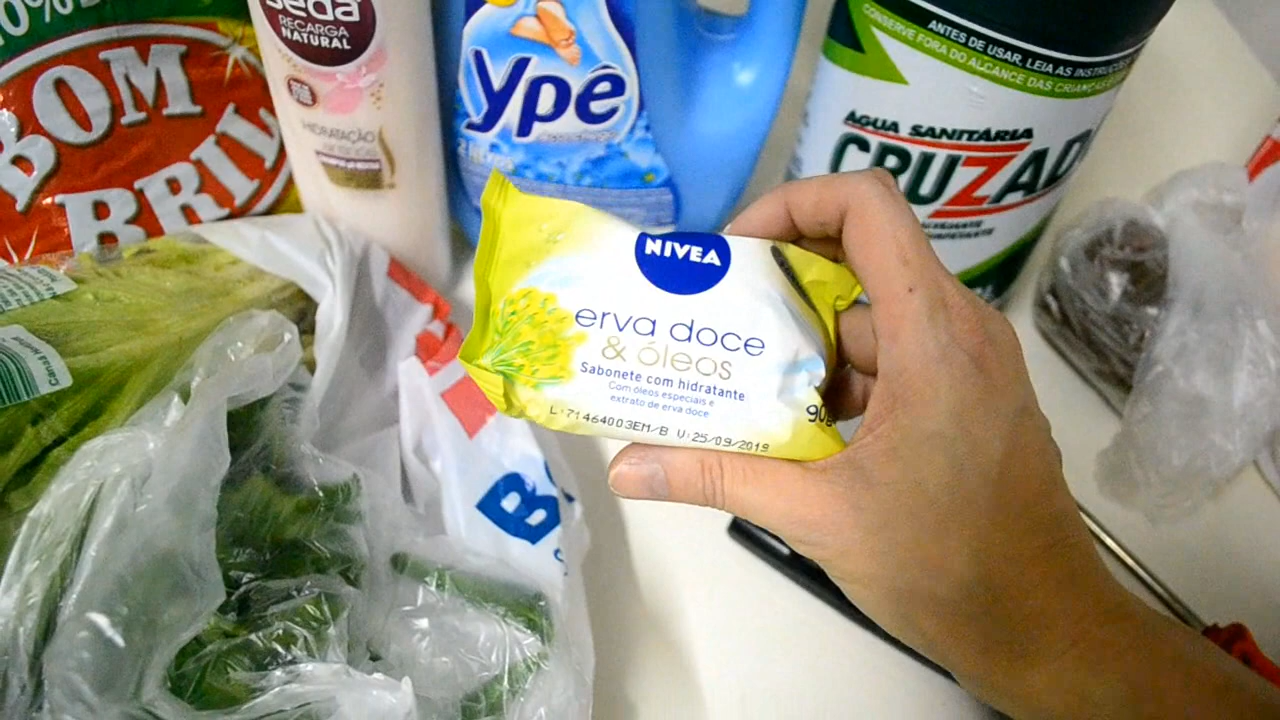 0%
BOM
BRIL
Seda
RECARGA
NATURAL
HIDRATAÇÃO
Ypê
ANTES DE USAR, LEIA AS INSTRUÇÕES
CONSERVE FORA DO ALCANCE DAS CRIANÇAS
ÁGUA SANITÁRIA
CRUZAD
NIVEA
erva doce
& óleos
Sabonete com hidratante
Com óleos especiais e
extrato de erva doce
90g
L:71464003EM/B V:25/09/2019
B